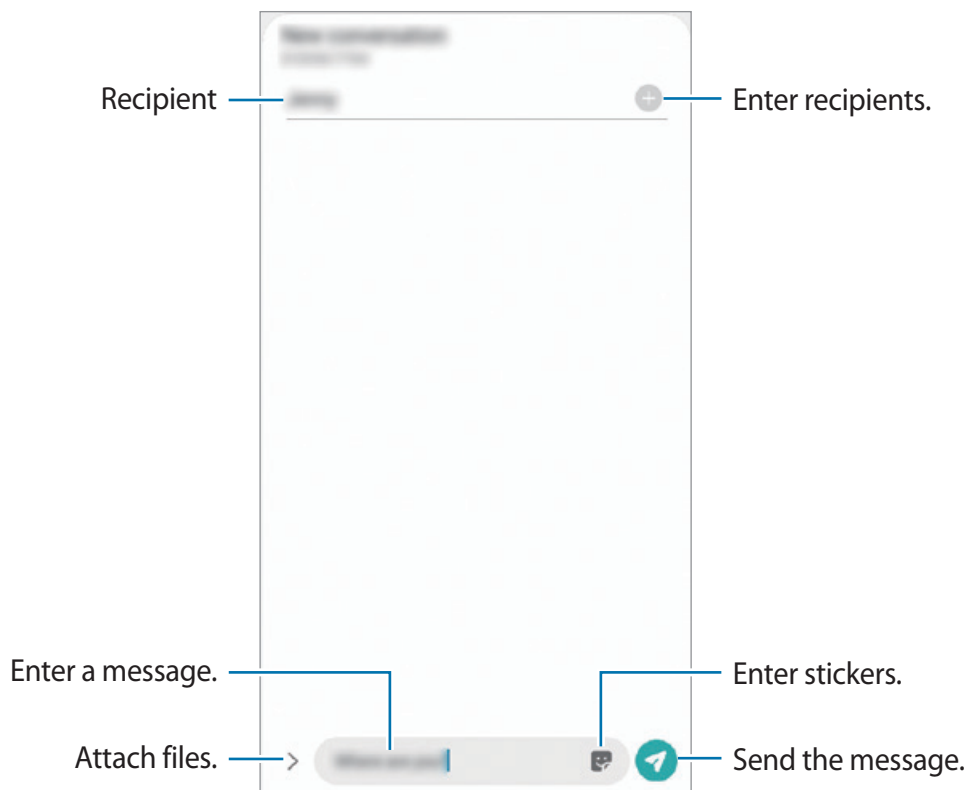 Recipient
Enter recipients.
Enter a message.
Enter stickers.
Attach files.
Send the message.